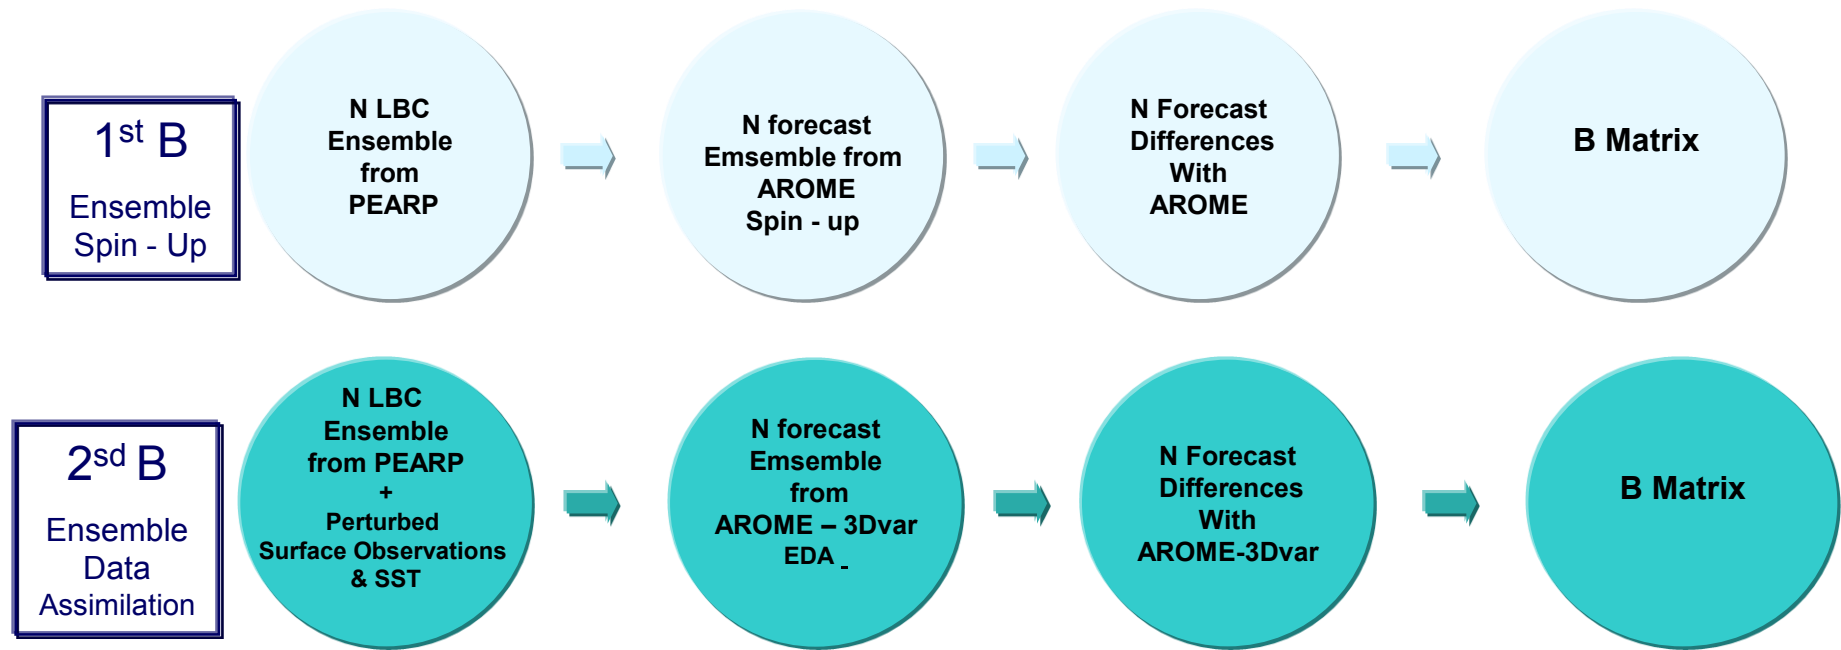 1st B
Ensemble
Spin - Up
N LBC
Ensemble
from
PEARP
N forecast
Emsemble from
AROME
Spin - up
N Forecast
Differences
With
AROME
B Matrix
2sd B
Ensemble
Data
Assimilation
N LBC
Ensemble
from PEARP
+
Perturbed
Surface Observations
& SST
N forecast
Emsemble
from
AROME – 3Dvar
EDA _
N Forecast
Differences
With
AROME-3Dvar
B Matrix